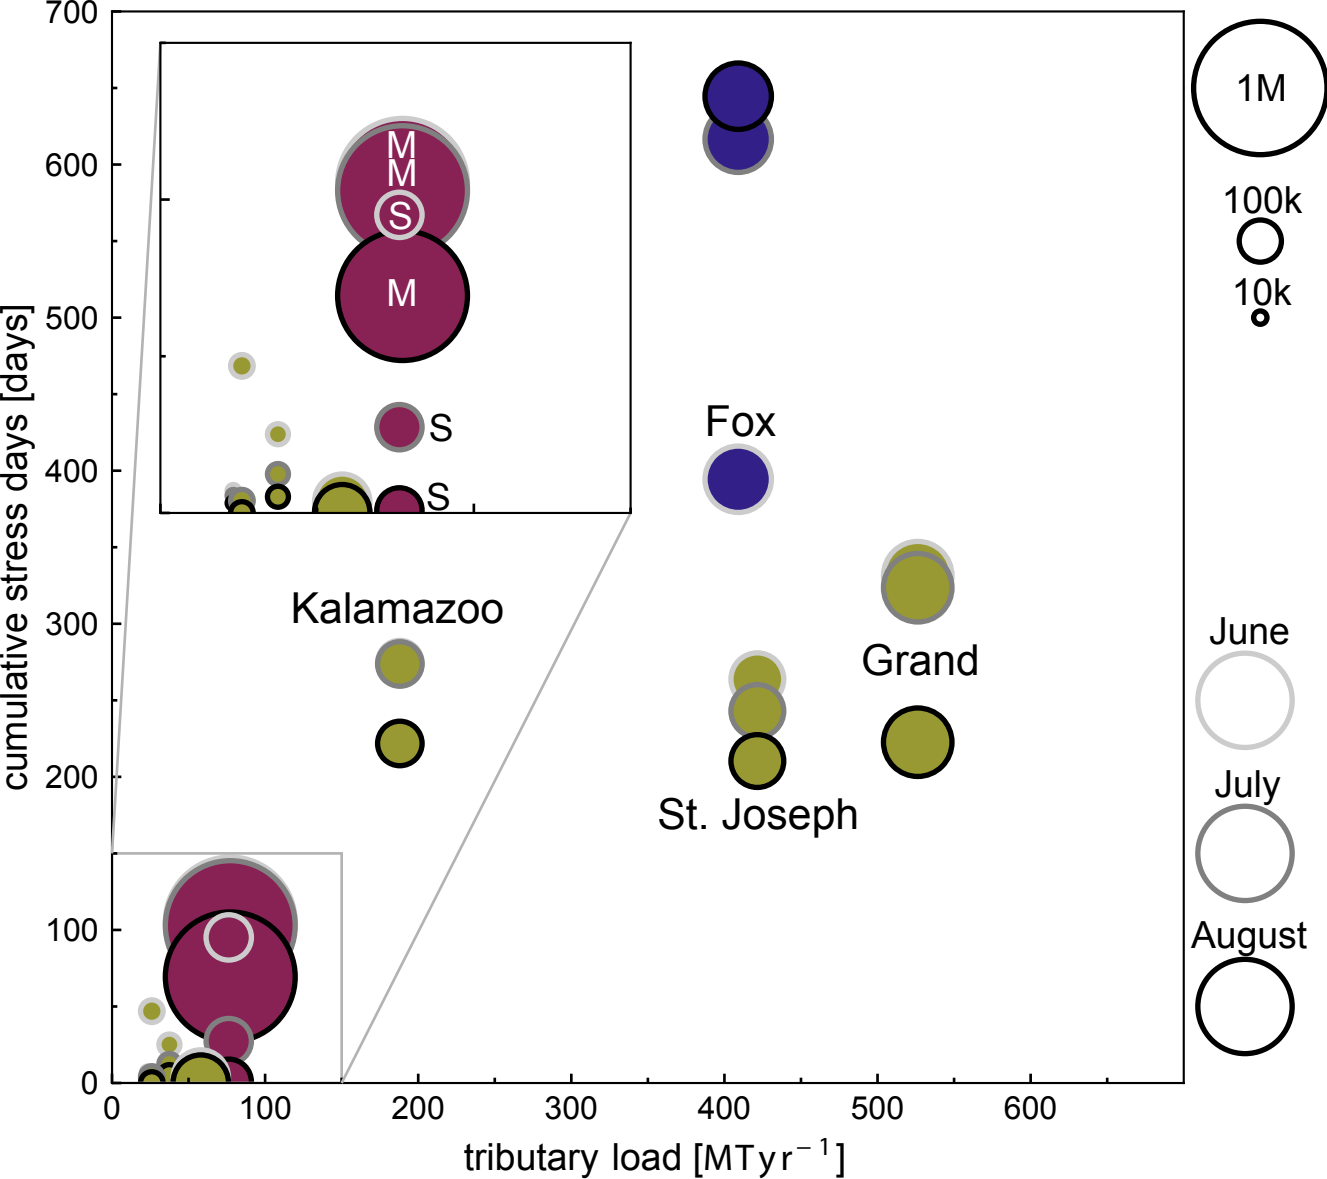 700
600
500
400
300
200
100
0
cumulative stress days [days]
M
M
S
M
S
S
Fox
Kalamazoo
Grand
St. Joseph
1M
100k
10k
June
July
August
0 100 200 300 400 500 600
tributary load [MTyr⁻¹]